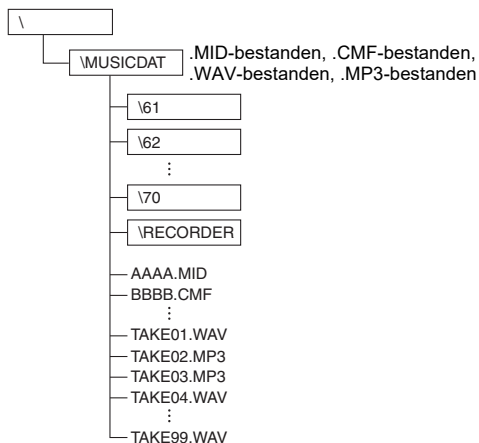 \
\MUSICDAT
.MID-bestanden, .CMF-bestanden,
.WAV-bestanden, .MP3-bestanden
\61
\62
⋮
\70
\RECORDER
AAAA.MID
BBBB.CMF
⋮
TAKE01.WAV
TAKE02.MP3
TAKE03.MP3
TAKE04.WAV
⋮
TAKE99.WAV